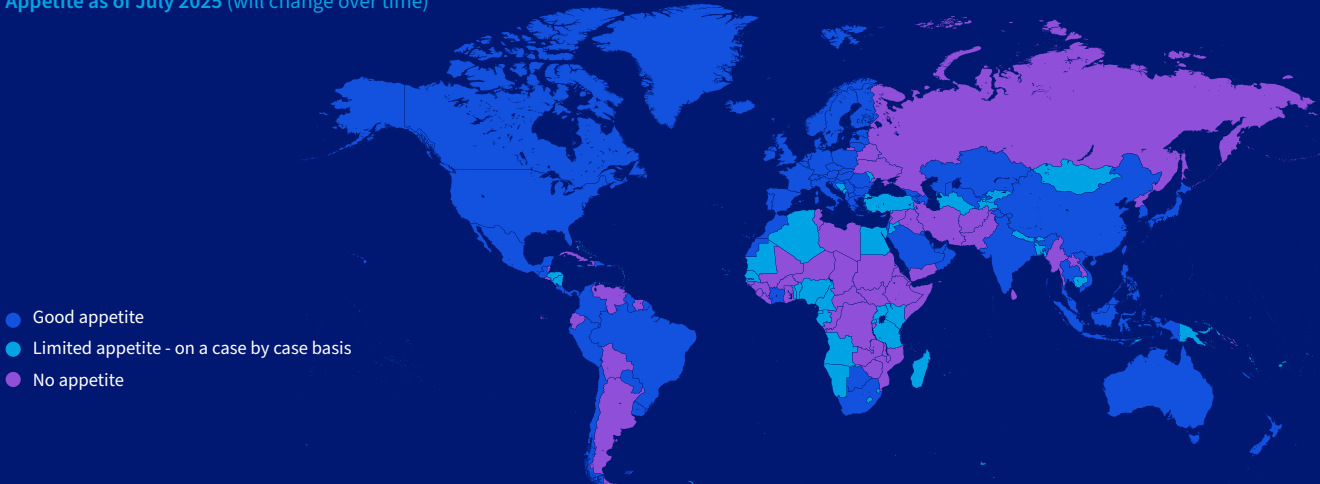 Appetite as of July 2025 (will change over time)
Good appetite
Limited appetite - on a case by case basis
No appetite